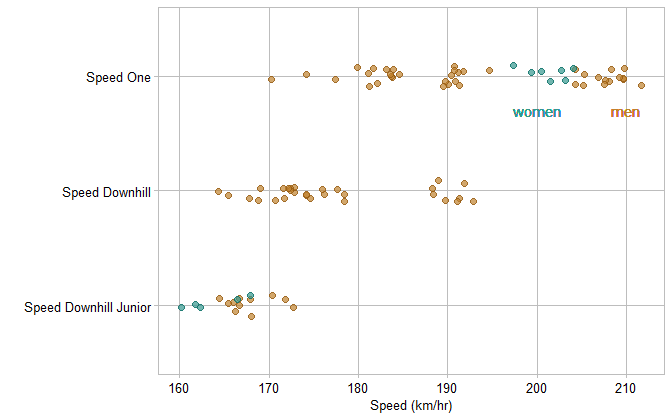 Speed One
women men
Speed Downhill
Speed Downhill Junior
160 170 180 190 200 210
Speed (km/hr)